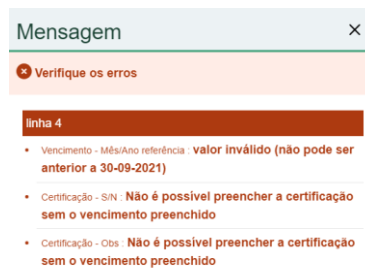 Mensagem
Verifique os erros
linha 4
Vencimento - Mês/Ano referência : valor inválido (não pode ser
anterior a 30-09-2021)
Certificação - S/N : Não é possível preencher a certificação
sem o vencimento preenchido
Certificação - Obs : Não é possível preencher a certificação
sem o vencimento preenchido